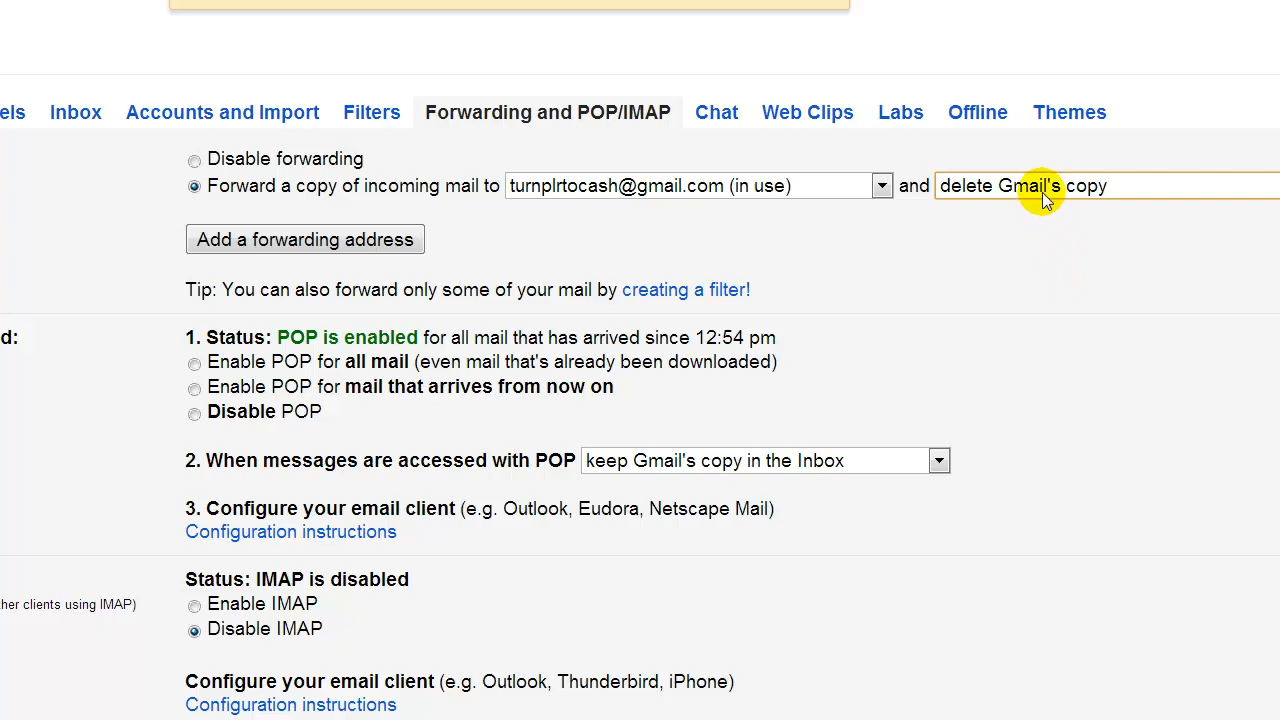 els Inbox Accounts and Import Filters Forwarding and POP/IMAP Chat Web Clips Labs Offline Themes
Disable forwarding
Forward a copy of incoming mail to turnplrtocash@gmail.com (in use) and delete Gmail's copy
Add a forwarding address
Tip: You can also forward only some of your mail by creating a filter!
d: 1. Status: POP is enabled for all mail that has arrived since 12:54 pm
Enable POP for all mail (even mail that's already been downloaded)
Enable POP for mail that arrives from now on
Disable POP
2. When messages are accessed with POP keep Gmail's copy in the Inbox
3. Configure your email client (e.g. Outlook, Eudora, Netscape Mail)
Configuration instructions
Status: IMAP is disabled
her clients using IMAP) Enable IMAP
Disable IMAP
Configure your email client (e.g. Outlook, Thunderbird, iPhone)
Configuration instructions